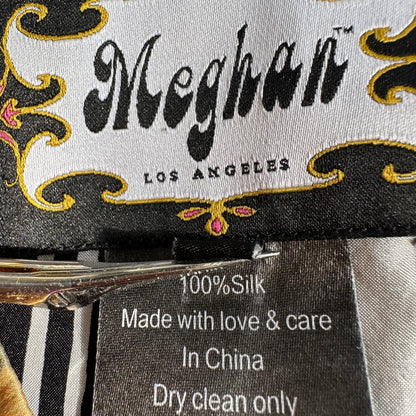 Meghan™
LOS ANGELES
100%Silk
Made with love & care
In China
Dry clean only